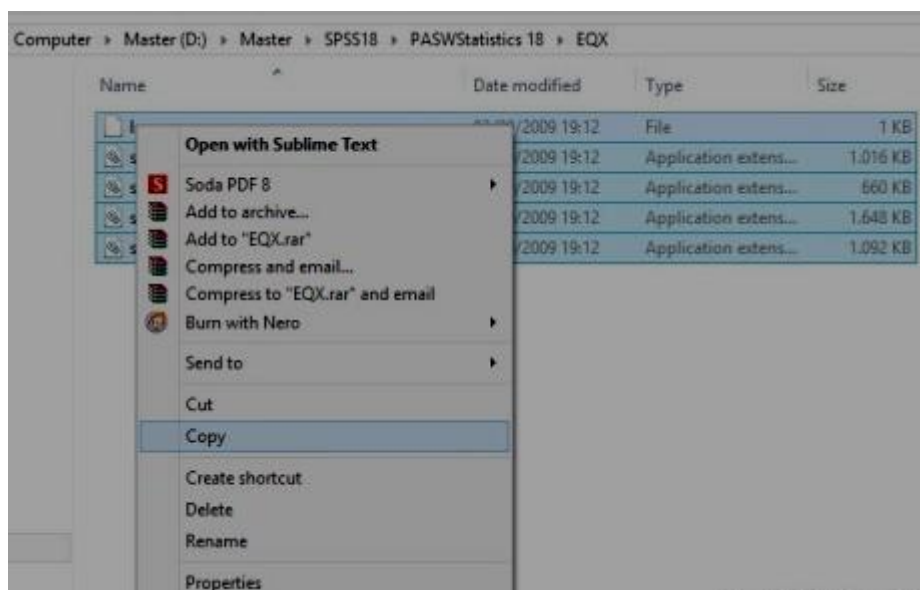 Computer ▸ Master (D:) ▸ Master ▸ SPSS18 ▸ PASWStatistics 18 ▸ EQX
Name Date modified Type Size
/2009 19:12 File 1 KB
Open with Sublime Text
s /2009 19:12 Application extens... 1.016 KB
Soda PDF 8
s /2009 19:12 Application extens... 660 KB
Add to archive...
s /2009 19:12 Application extens... 1.648 KB
Add to "EQX.rar"
s /2009 19:12 Application extens... 1.092 KB
Compress and email...
Compress to "EQX.rar" and email
Burn with Nero
Send to
Cut
Copy
Create shortcut
Delete
Rename
Properties